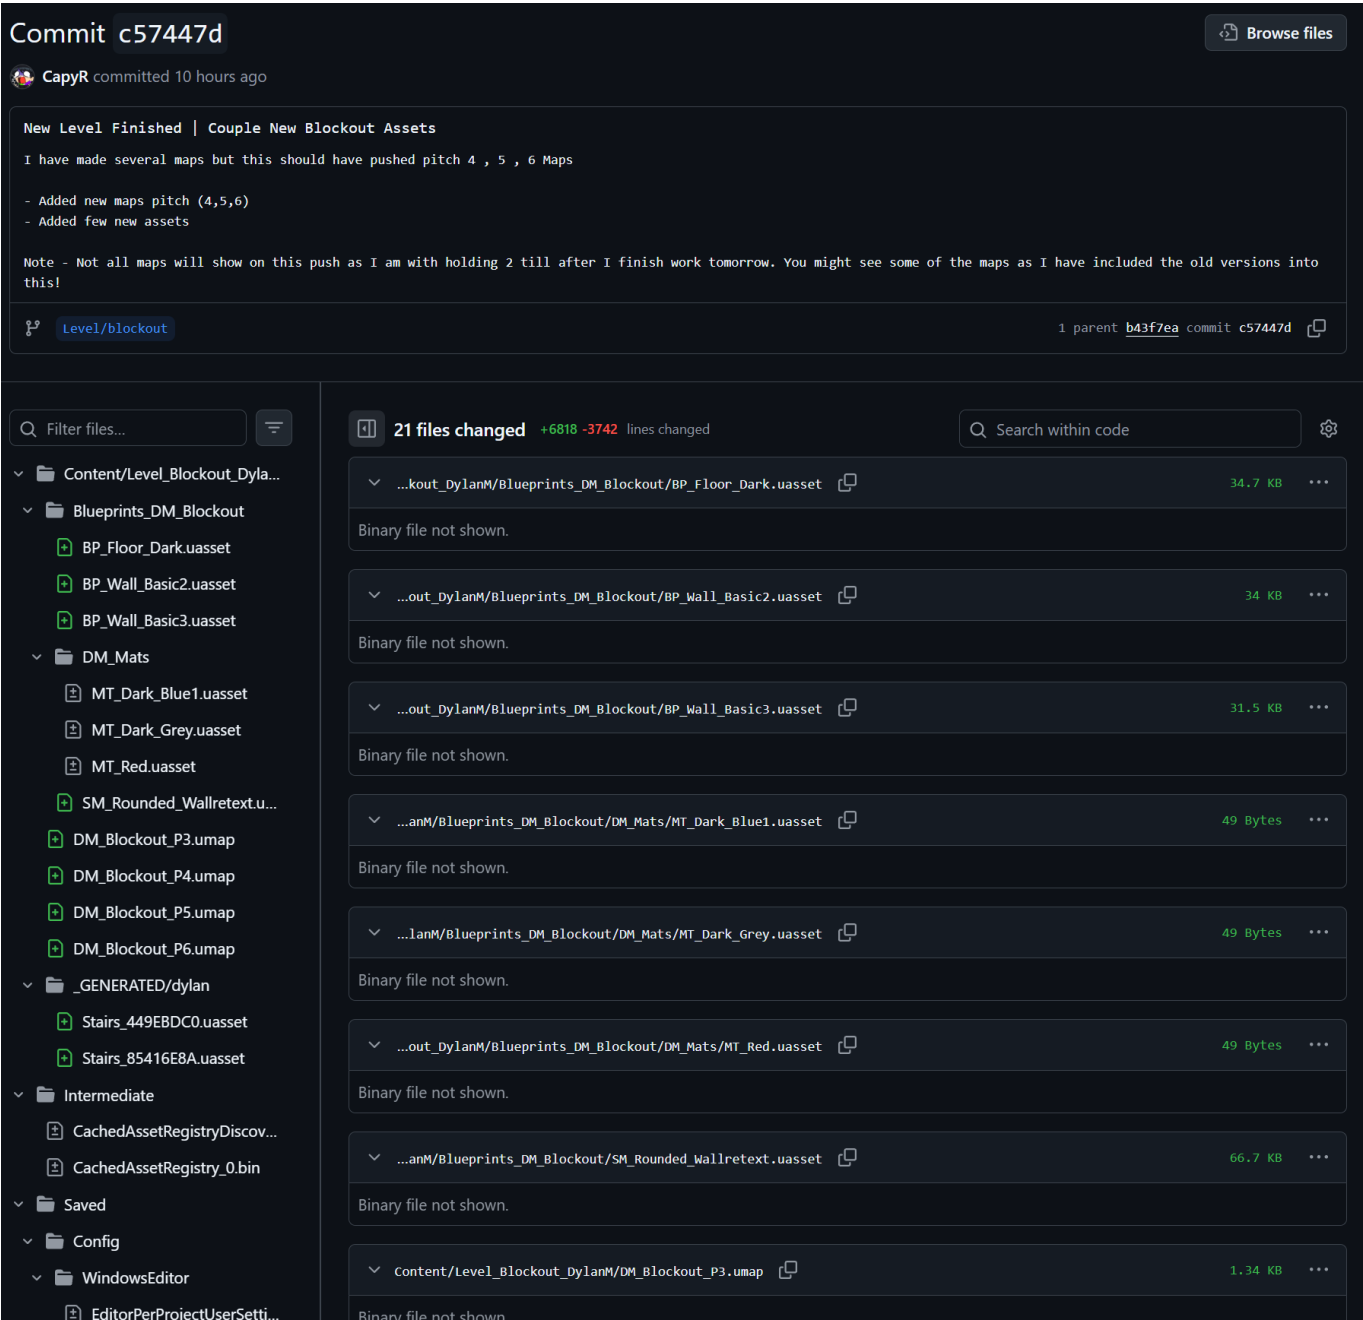 Commit c57447d
Browse files
CapyR committed 10 hours ago
New Level Finished | Couple New Blockout Assets
I have made several maps but this should have pushed pitch 4 , 5 , 6 Maps
- Added new maps pitch (4,5,6)
- Added few new assets
Note - Not all maps will show on this push as I am with holding 2 till after I finish work tomorrow. You might see some of the maps as I have included the old versions into
this!
Level/blockout
1 parent b43f7ea commit c57447d
Filter files...
Content/Level_Blockout_Dyla...
Blueprints_DM_Blockout
BP_Floor_Dark.uasset
BP_Wall_Basic2.uasset
BP_Wall_Basic3.uasset
DM_Mats
MT_Dark_Blue1.uasset
MT_Dark_Grey.uasset
MT_Red.uasset
SM_Rounded_Wallretext.u...
DM_Blockout_P3.umap
DM_Blockout_P4.umap
DM_Blockout_P5.umap
DM_Blockout_P6.umap
_GENERATED/dylan
Stairs_449EBDC0.uasset
Stairs_85416E8A.uasset
Intermediate
CachedAssetRegistryDiscov...
CachedAssetRegistry_0.bin
Saved
Config
WindowsEditor
EditorPerProjectUserSetti...
21 files changed +6818 -3742 lines changed
Search within code
...kout_DylanM/Blueprints_DM_Blockout/BP_Floor_Dark.uasset 34.7 KB
Binary file not shown.
...out_DylanM/Blueprints_DM_Blockout/BP_Wall_Basic2.uasset 34 KB
Binary file not shown.
...out_DylanM/Blueprints_DM_Blockout/BP_Wall_Basic3.uasset 31.5 KB
Binary file not shown.
...anM/Blueprints_DM_Blockout/DM_Mats/MT_Dark_Blue1.uasset 49 Bytes
Binary file not shown.
...lanM/Blueprints_DM_Blockout/DM_Mats/MT_Dark_Grey.uasset 49 Bytes
Binary file not shown.
...out_DylanM/Blueprints_DM_Blockout/DM_Mats/MT_Red.uasset 49 Bytes
Binary file not shown.
...anM/Blueprints_DM_Blockout/SM_Rounded_Wallretext.uasset 66.7 KB
Binary file not shown.
Content/Level_Blockout_DylanM/DM_Blockout_P3.umap 1.34 KB
Binary file not shown.